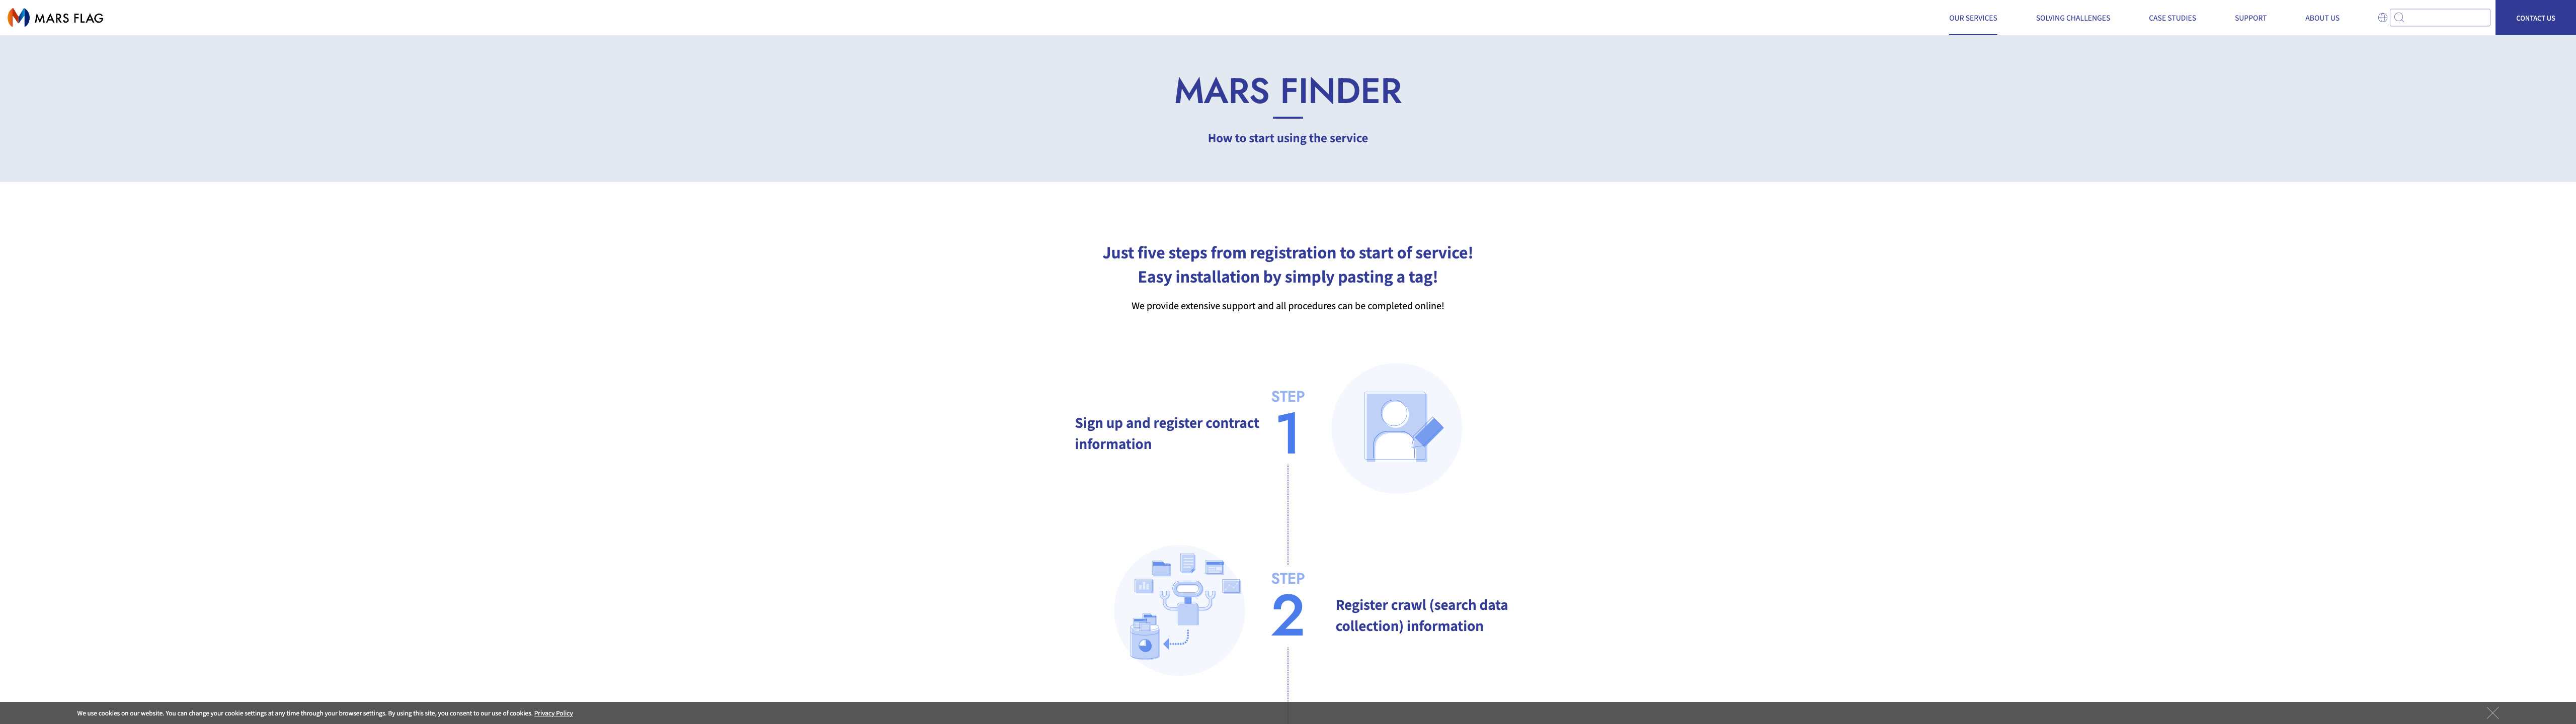 MARS FLAG
OUR SERVICES
SOLVING CHALLENGES
CASE STUDIES
SUPPORT
ABOUT US
CONTACT US
MARS FINDER
How to start using the service
Just five steps from registration to start of service!
Easy installation by simply pasting a tag!
We provide extensive support and all procedures can be completed online!
STEP
1
Sign up and register contract
information
STEP
2
Register crawl (search data
collection) information
We use cookies on our website. You can change your cookie settings at any time through your browser settings. By using this site, you consent to our use of cookies. Privacy Policy